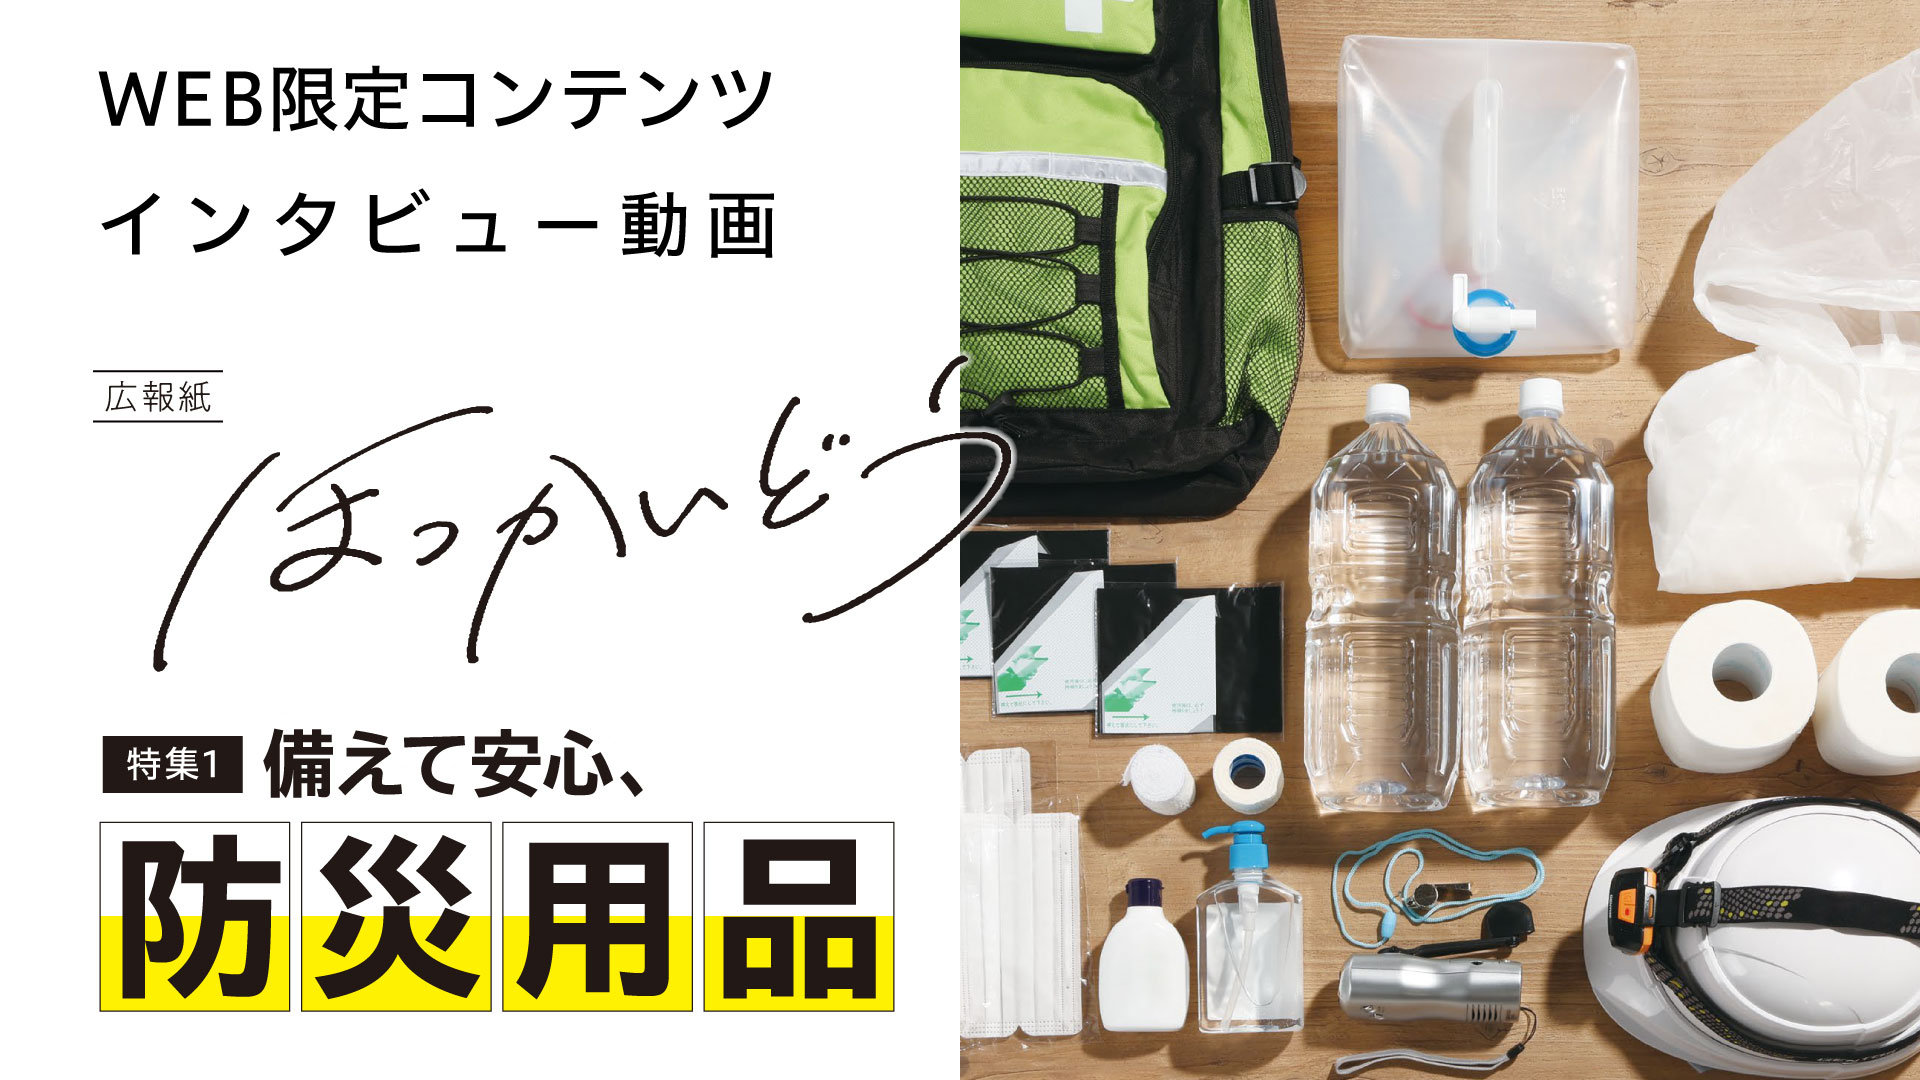 WEB限定コンテンツ
インタビュー動画
広報紙
ほっかいどう
特集1 備えて安心、
防災用品